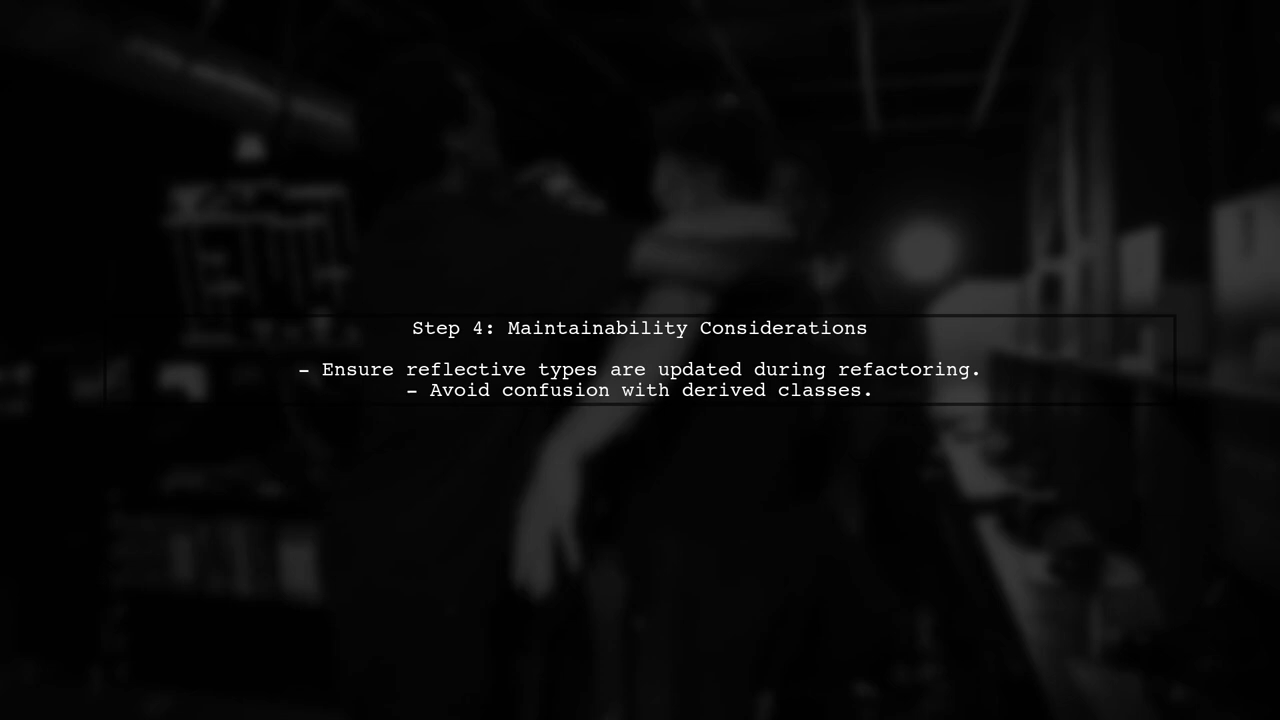 Step 4: Maintainability Considerations
- Ensure reflective types are updated during refactoring.
- Avoid confusion with derived classes.